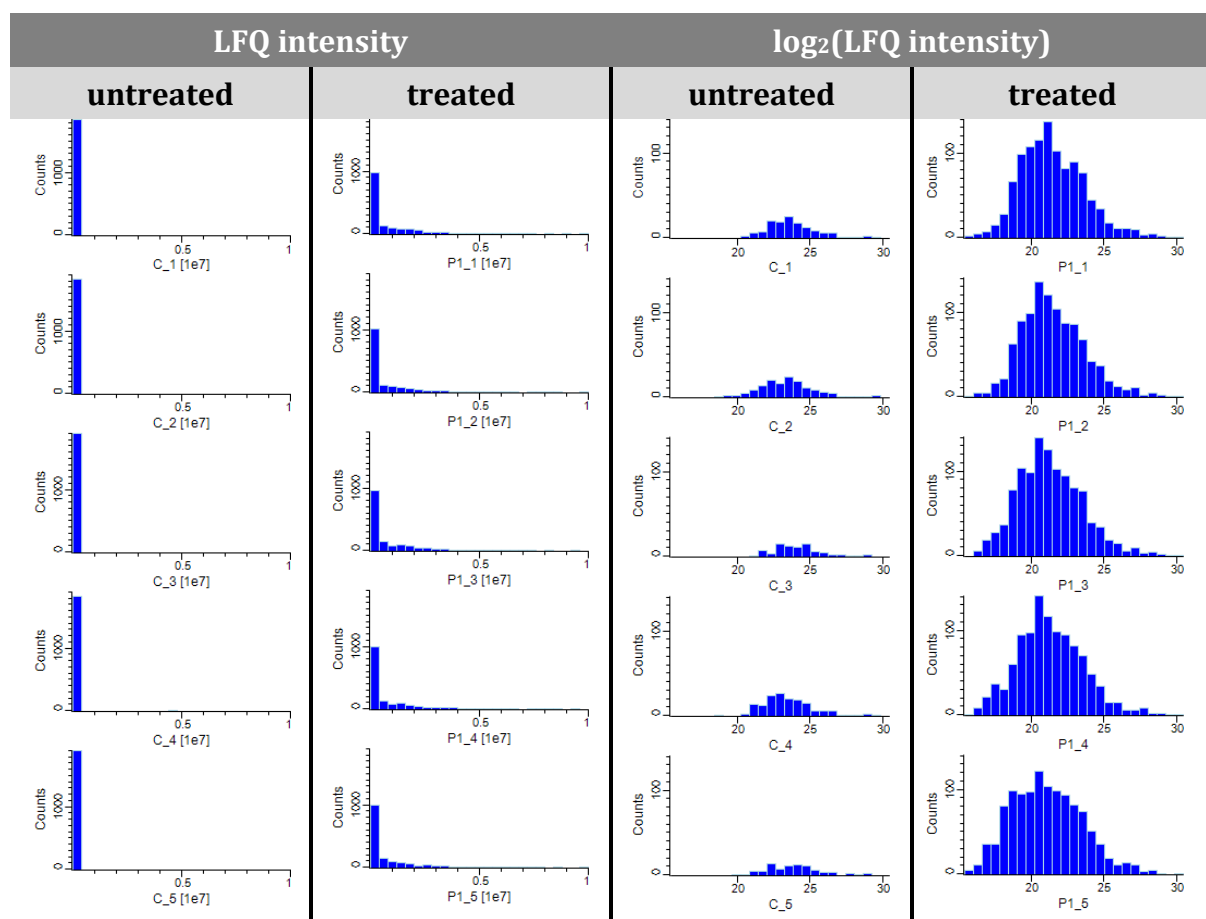 LFQ intensity log₂(LFQ intensity)
untreated treated untreated treated
Counts 0 1000 0.5 1 C_1 [1e7]
Counts 0 1000 0.5 1 P1_1 [1e7]
Counts 0 100 20 25 30 C_1
Counts 0 100 20 25 30 P1_1
Counts 0 1000 0.5 1 C_2 [1e7]
Counts 0 1000 0.5 1 P1_2 [1e7]
Counts 0 100 20 25 30 C_2
Counts 0 100 20 25 30 P1_2
Counts 0 1000 0.5 1 C_3 [1e7]
Counts 0 1000 0.5 1 P1_3 [1e7]
Counts 0 100 20 25 30 C_3
Counts 0 100 20 25 30 P1_3
Counts 0 1000 0.5 1 C_4 [1e7]
Counts 0 1000 0.5 1 P1_4 [1e7]
Counts 0 100 20 25 30 C_4
Counts 0 100 20 25 30 P1_4
Counts 0 1000 0.5 1 C_5 [1e7]
Counts 0 1000 0.5 1 P1_5 [1e7]
Counts 0 100 20 25 30 C_5
Counts 0 100 20 25 30 P1_5